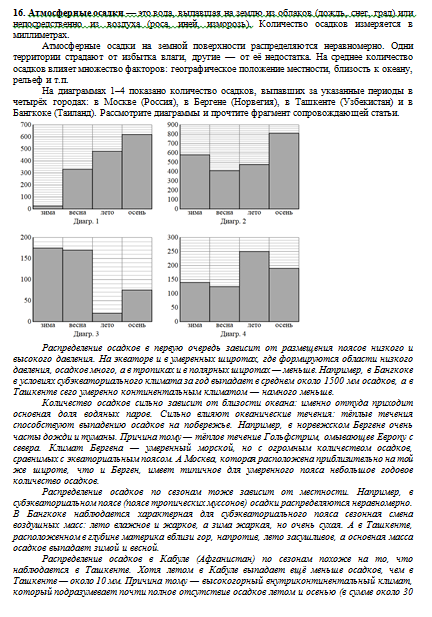 16. Атмосферные осадки — это вода, выпавшая на землю из облаков (дождь, снег, град) или
непосредственно из воздуха (роса, иней, изморозь). Количество осадков измеряется в
миллиметрах.
Атмосферные осадки на земной поверхности распределяются неравномерно. Одни
территории страдают от избытка влаги, другие — от её недостатка. На среднее количество
осадков влияет множество факторов: географическое положение местности, близость к океану,
рельеф и т.п.
На диаграммах 1–4 показано количество осадков, выпавших за указанные периоды в
четырёх городах: в Москве (Россия), в Бергене (Норвегия), в Ташкенте (Узбекистан) и в
Бангкоке (Таиланд). Рассмотрите диаграммы и прочтите фрагмент сопровождающей статьи.
700
600
500
400
300
200
100
0
зима весна лето осень
Диагр. 1
900
800
700
600
500
400
300
200
100
0
зима весна лето осень
Диагр. 2
200
150
100
50
0
зима весна лето осень
Диагр. 3
300
250
200
150
100
50
0
зима весна лето осень
Диагр. 4
Распределение осадков в первую очередь зависит от размещения поясов низкого и
высокого давления. На экваторе и в умеренных широтах, где формируются области низкого
давления, осадков много, а в тропиках и в полярных широтах — меньше. Например, в Бангкоке
в условиях субэкваториального климата за год выпадает в среднем около 1500 мм осадков, а в
Ташкенте с его умеренно континентальным климатом — намного меньше.
Количество осадков сильно зависит от близости океана: именно оттуда приходит
основная доля водяных паров. Сильно влияют океанические течения: тёплые течения
способствуют выпадению осадков на побережье. Например, в норвежском Бергене очень
часты дожди и туманы. Причина тому — тёплое течение Гольфстрим, омывающее Европу с
севера. Климат Бергена — умеренный морской, но с огромным количеством осадков,
сравнимых с экваториальным поясом. А Москва, которая расположена приблизительно на той
же широте, что и Берген, имеет типичное для умеренного пояса небольшое годовое
количество осадков.
Распределение осадков по сезонам тоже зависит от местности. Например, в
субэкваториальном поясе (поясе тропических муссонов) осадки распределяются неравномерно.
В Бангкоке наблюдается характерная для субэкваториального пояса сезонная смена
воздушных масс: лето влажное и жаркое, а зима жаркая, но очень сухая. А в Ташкенте,
расположенном в глубине материка вблизи гор, напротив, лето засушливое, а основная масса
осадков выпадает зимой и весной.
Распределение осадков в Кабуле (Афганистан) по сезонам похоже на то, что
наблюдается в Ташкенте. Хотя летом в Кабуле выпадает ещё меньше осадков, чем в
Ташкенте — около 10 мм. Причина тому — высокогорный внутриконтинентальный климат,
который подразумевает почти полное отсутствие осадков летом и осенью (в сумме около 30